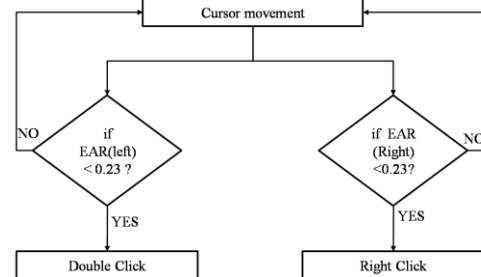 Cursor movement
if
EAR(left)
< 0.23 ?
if EAR
(Right)
<0.23?
NO
NO
YES
YES
Double Click
Right Click